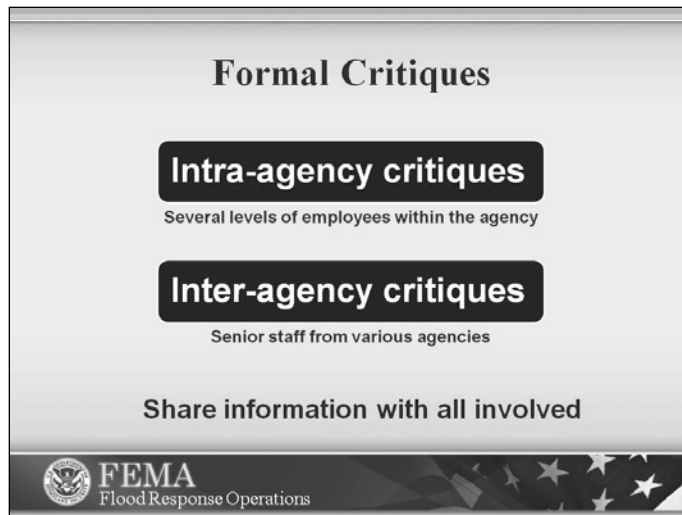 Formal Critiques
Intra-agency critiques
Several levels of employees within the agency
Inter-agency critiques
Senior staff from various agencies
Share information with all involved
FEMA
Flood Response Operations